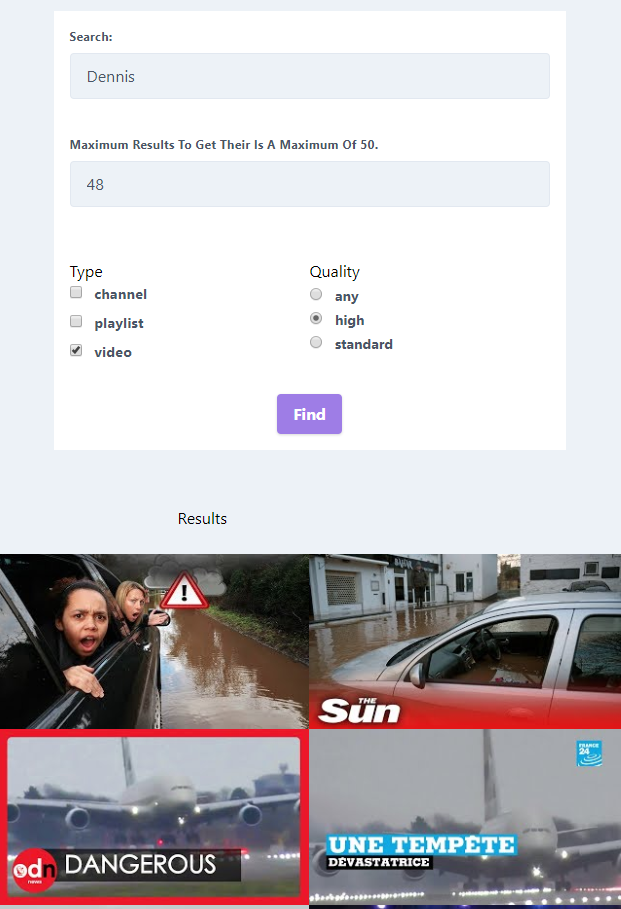 Search:
Dennis
Maximum Results To Get Their Is A Maximum Of 50.
48
Type
Quality
channel
any
playlist
high
video
standard
Find
Results
!
THE
Sun
FRANCE
24
odn
news
DANGEROUS
UNE TEMPÊTE
DÉVASTATRICE